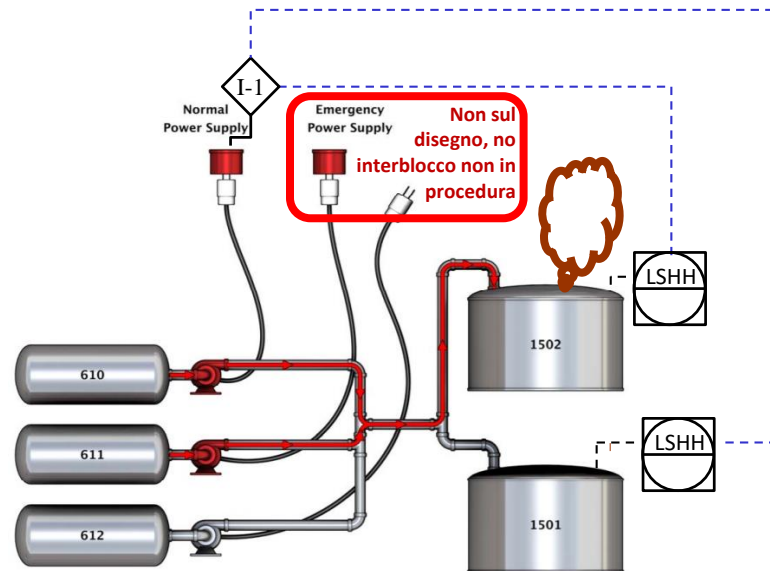 I-1
Normal
Power Supply
Emergency
Power Supply
Non sul
disegno, no
interblocco non in
procedura
LSHH
1502
610
611
LSHH
612
1501